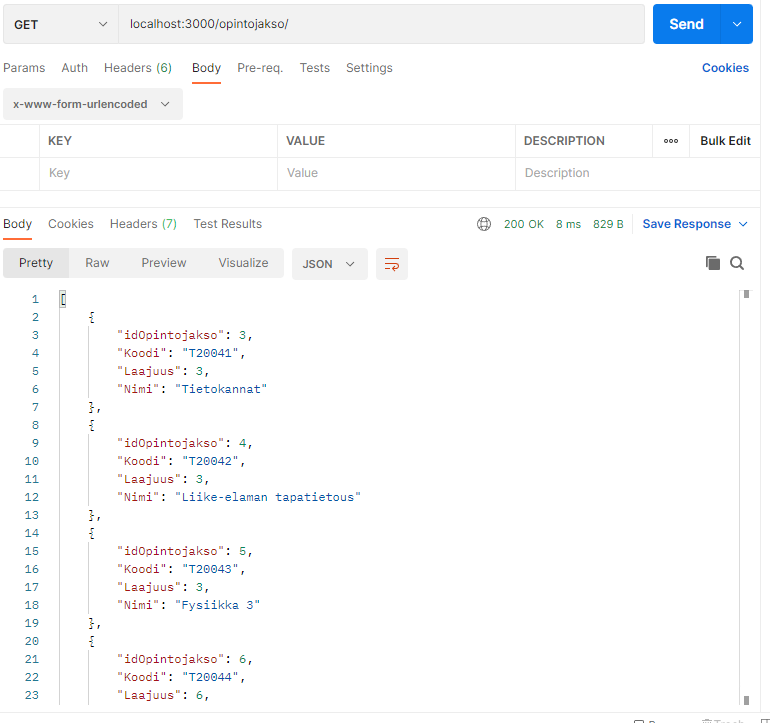 GET localhost:3000/opintojakso/ Send
Params Auth Headers (6) Body Pre-req. Tests Settings Cookies
x-www-form-urlencoded
KEY VALUE DESCRIPTION ooo Bulk Edit
Key Value Description
Body Cookies Headers (7) Test Results 200 OK 8 ms 829 B Save Response
Pretty Raw Preview Visualize JSON
1 [
2 {
3 "idOpintojakso": 3,
4 "Koodi": "T20041",
5 "Laajuus": 3,
6 "Nimi": "Tietokannat"
7 },
8 {
9 "idOpintojakso": 4,
10 "Koodi": "T20042",
11 "Laajuus": 3,
12 "Nimi": "Liike-elaman tapatietous"
13 },
14 {
15 "idOpintojakso": 5,
16 "Koodi": "T20043",
17 "Laajuus": 3,
18 "Nimi": "Fysiikka 3"
19 },
20 {
21 "idOpintojakso": 6,
22 "Koodi": "T20044",
23 "Laajuus": 6,